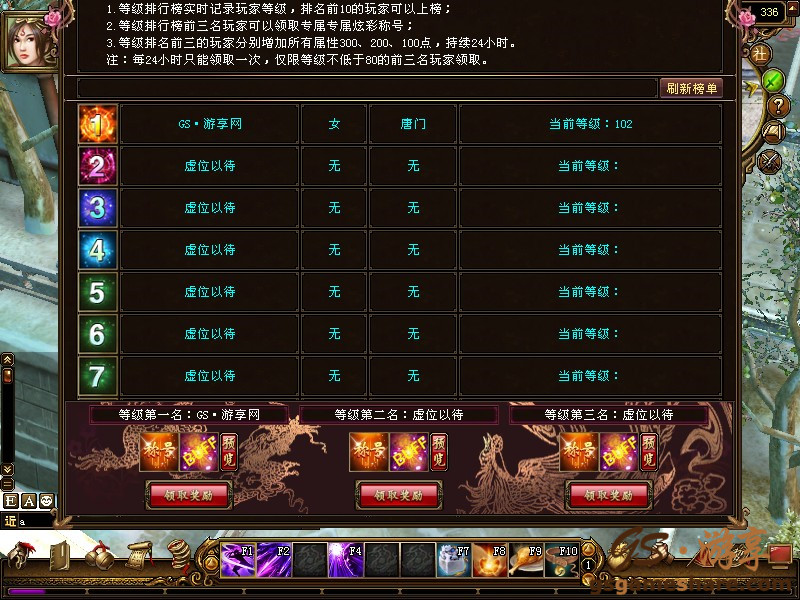 1.等级排行榜实时记录玩家等级，排名前10的玩家可以上榜；
336
2.等级排行榜前三名玩家可以领取专属专属炫彩称号；
3.等级排名前三的玩家分别增加所有属性300、200、100点，持续24小时。
注：每24小时只能领取一次，仅限等级不低于80的前三名玩家领取。
社
?
刷新榜单
1 GS·游享网 女 唐门 当前等级：102
2 虚位以待 无 无 当前等级：
3 虚位以待 无 无 当前等级：
4 虚位以待 无 无 当前等级：
5 虚位以待 无 无 当前等级：
6 虚位以待 无 无 当前等级：
7 虚位以待 无 无 当前等级：
等级第一名：GS·游享网 等级第二名：虚位以待 等级第三名：虚位以待
称号 BUFF 预览 称号 BUFF 预览 称号 BUFF 预览
领取奖励 领取奖励 领取奖励
E A
近 a
F1 F2 F4 F7 F8 F9 F10 1
GS·游享网